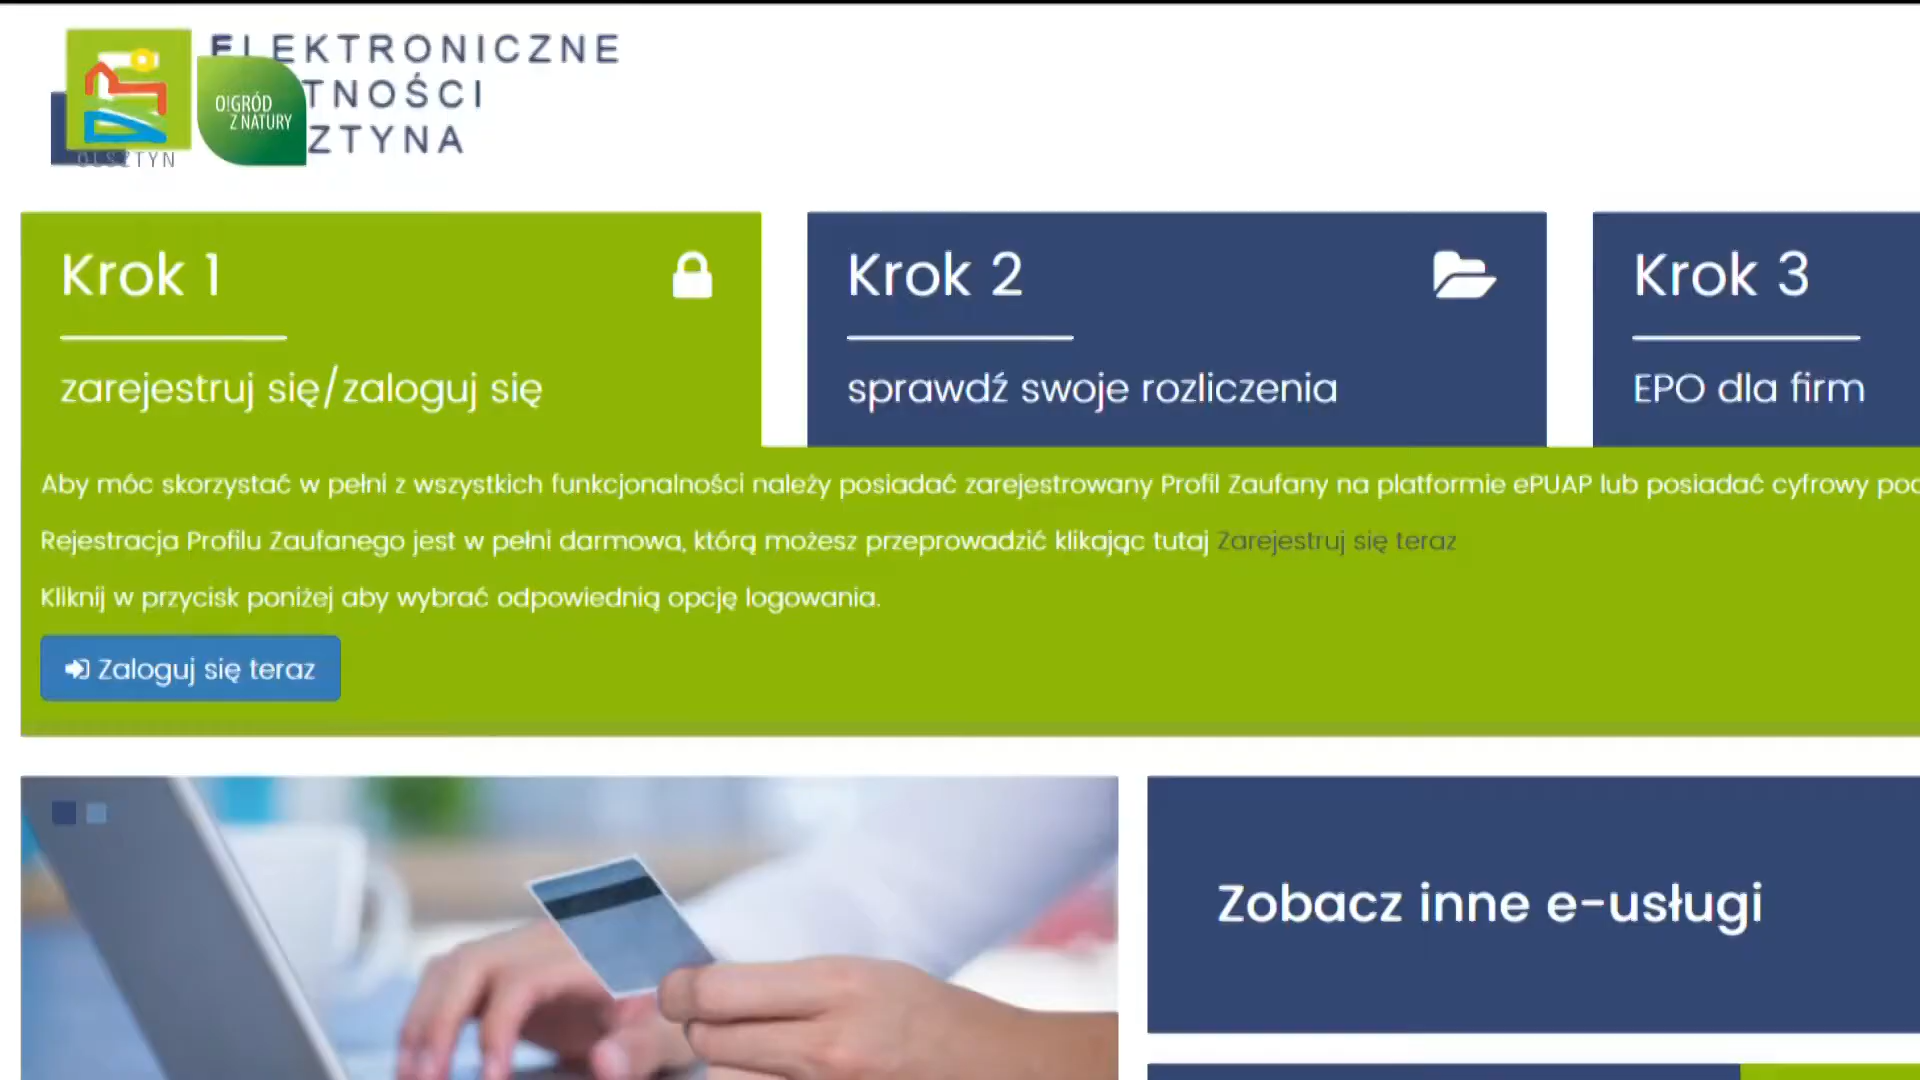 ELEKTRONICZNE
TNOŚCI
ZTYNA
O!GRÓD
Z NATURY
OLSZTYN
Krok 1
zarejestruj się/zaloguj się
Krok 2
sprawdź swoje rozliczenia
Krok 3
EPO dla firm
Aby móc skorzystać w pełni z wszystkich funkcjonalności należy posiadać zarejestrowany Profil Zaufany na platformie ePUAP lub posiadać cyfrowy
Rejestracja Profilu Zaufanego jest w pełni darmowa, którą możesz przeprowadzić klikając tutaj Zarejestruj się teraz
Kliknij w przycisk poniżej aby wybrać odpowiednią opcję logowania.
Zaloguj się teraz
Zobacz inne e-usługi